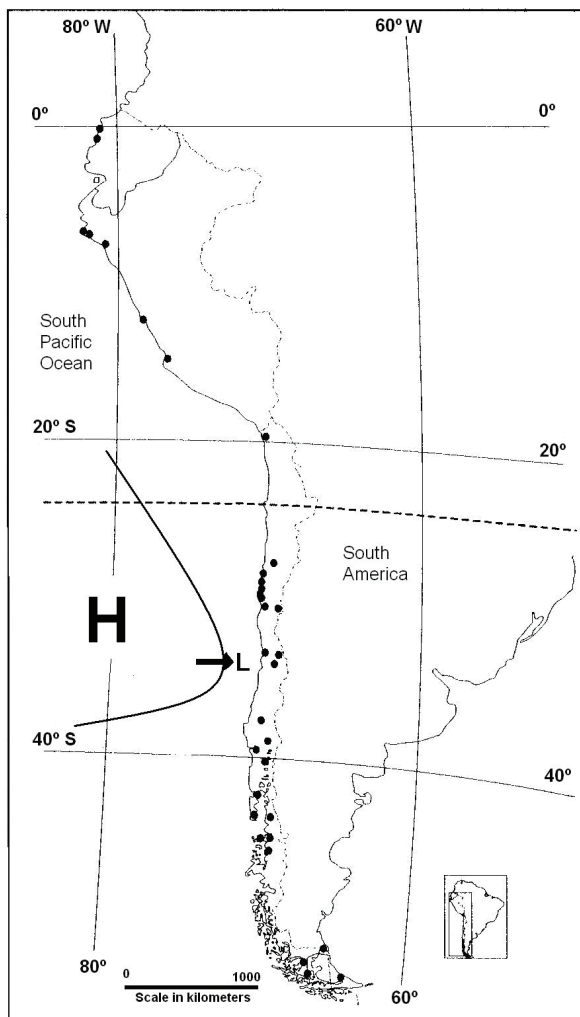 80º W
60º W
0º
0º
South
Pacific
Ocean
20º S
20º
South
America
H
L
40º S
40º
80º
0
1000
Scale in kilometers
60º